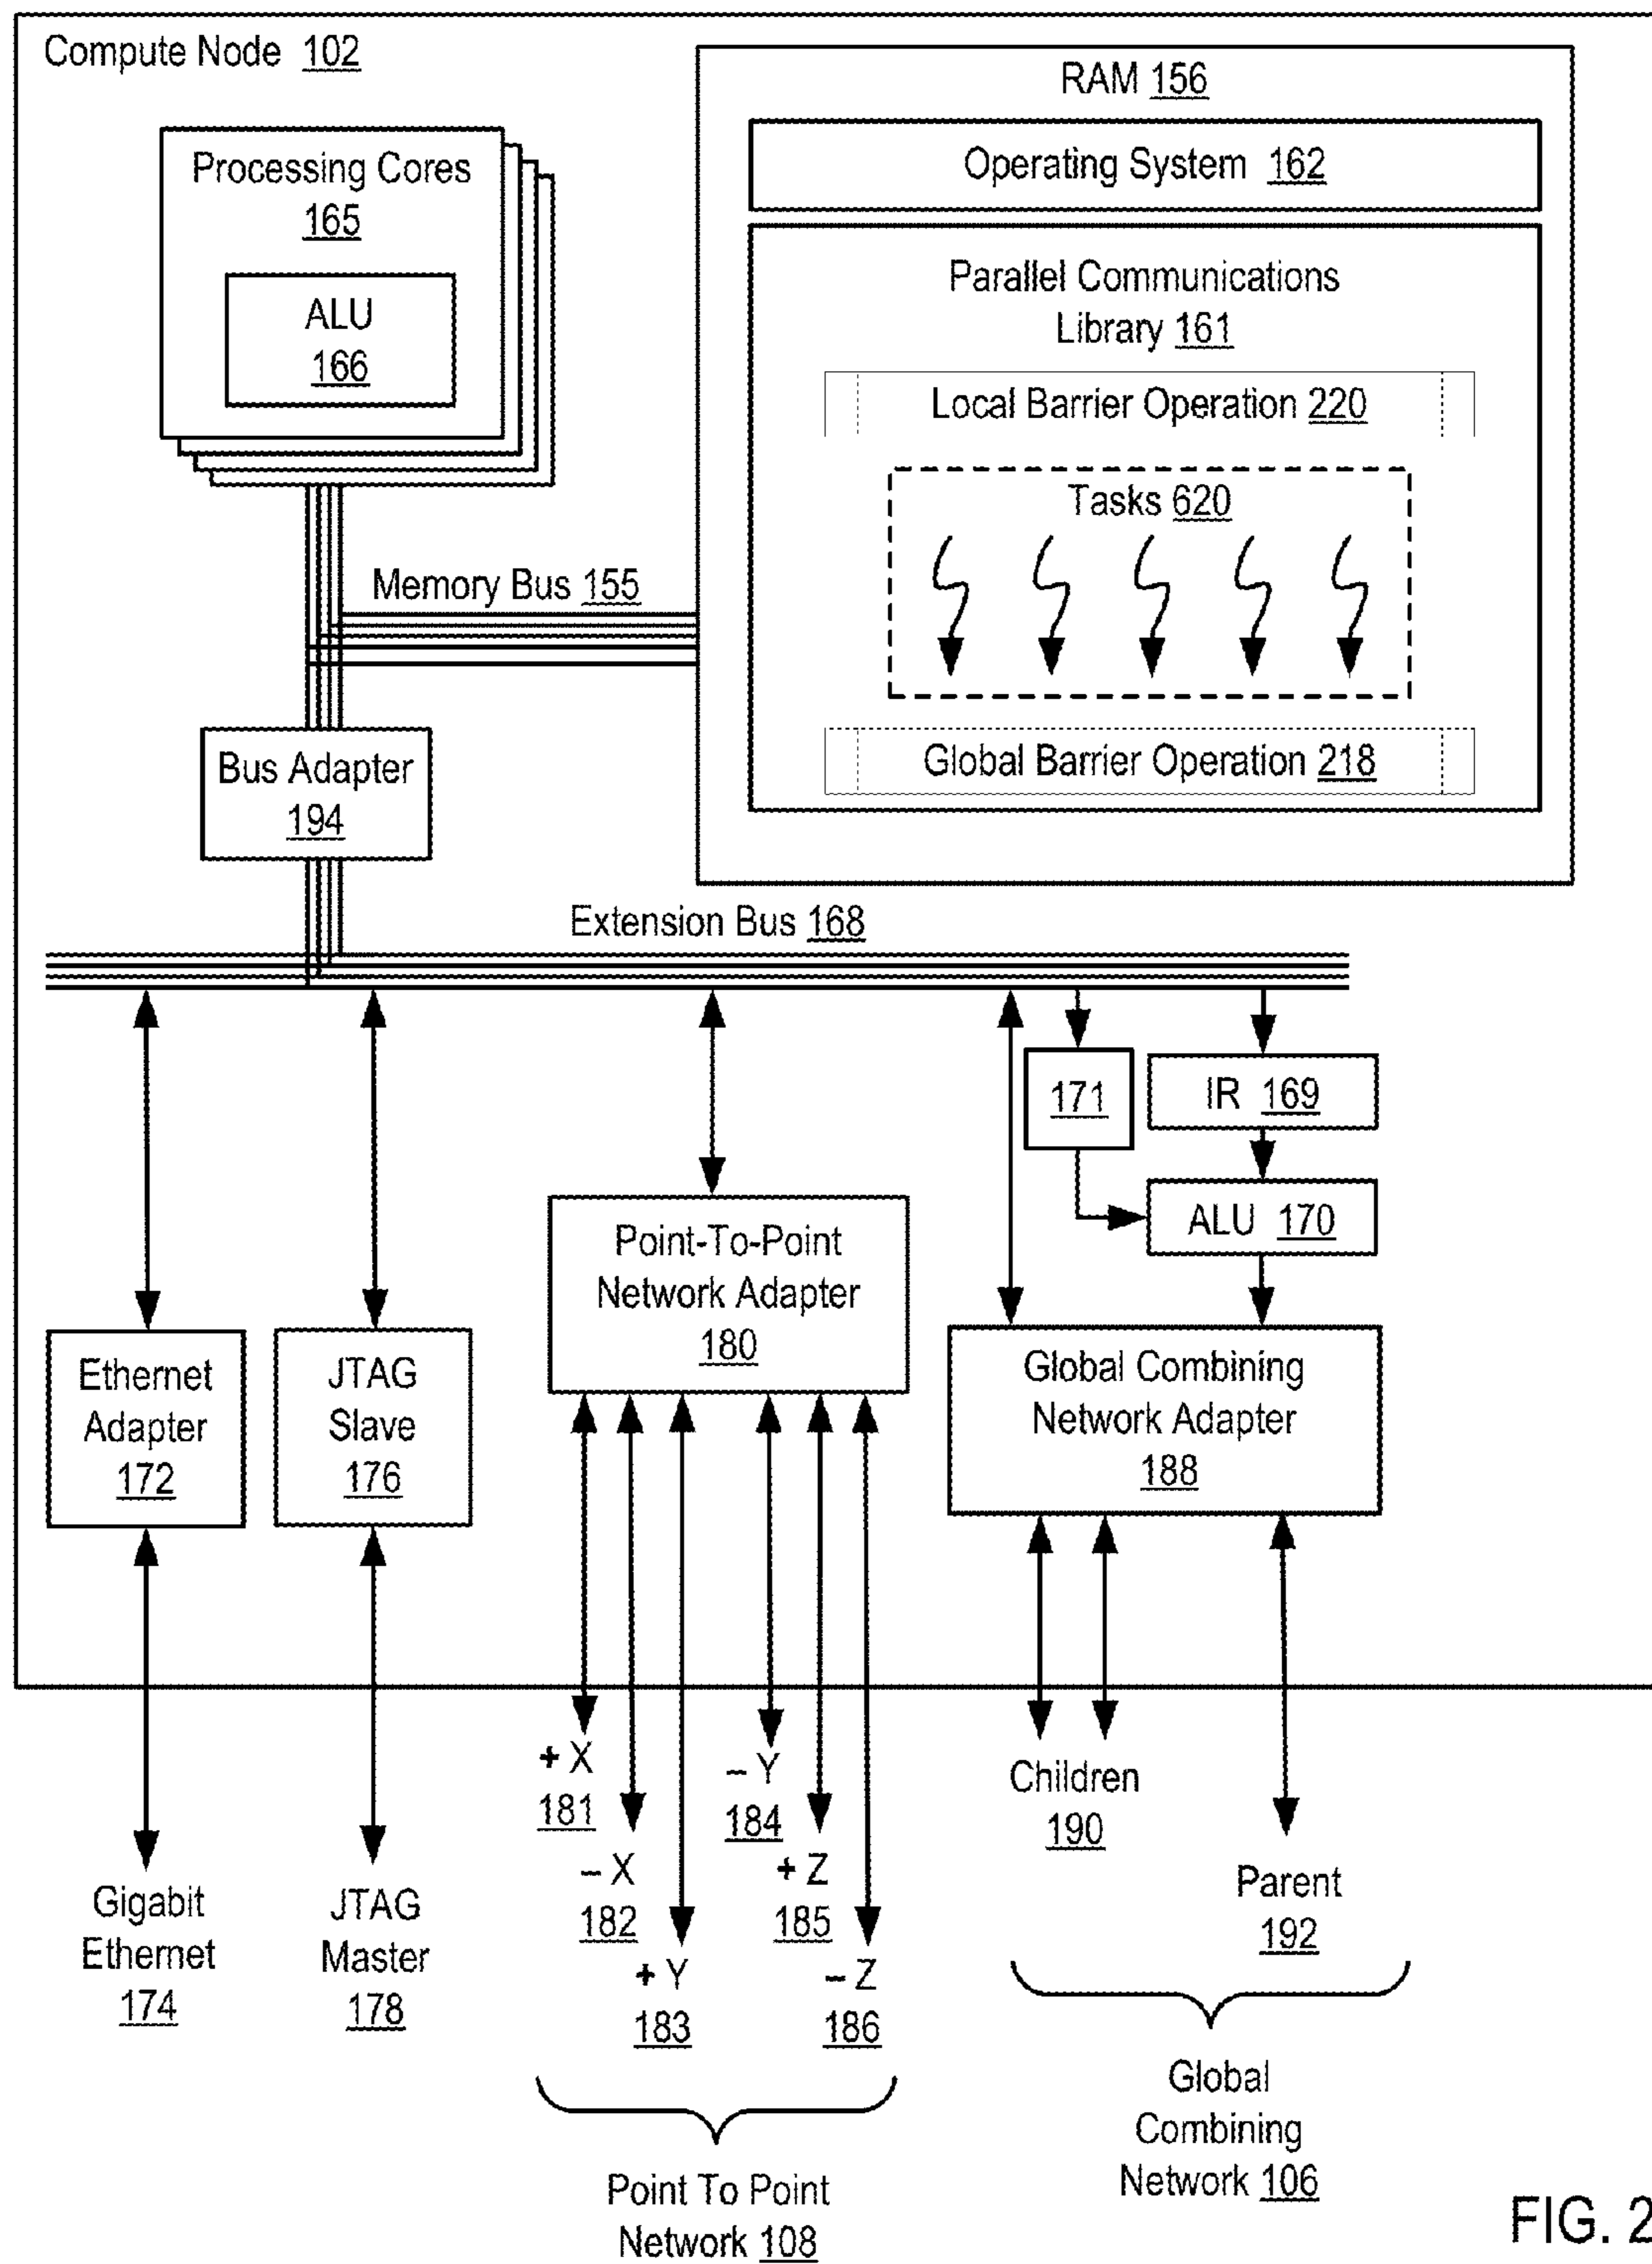 Compute Node 102
RAM 156
Processing Cores
165
ALU
166
Operating System 162
Parallel Communications
Library 161
Local Barrier Operation 220
Tasks 620
Global Barrier Operation 218
Memory Bus 155
Bus Adapter
194
Extension Bus 168
171
IR 169
ALU 170
Point-To-Point
Network Adapter
180
Ethernet
Adapter
172
JTAG
Slave
176
Global Combining
Network Adapter
188
+ X
181
– X
182
+ Y
183
– Y
184
+ Z
185
– Z
186
Children
190
Parent
192
Gigabit
Ethernet
174
JTAG
Master
178
Point To Point
Network 108
Global
Combining
Network 106
FIG. 2